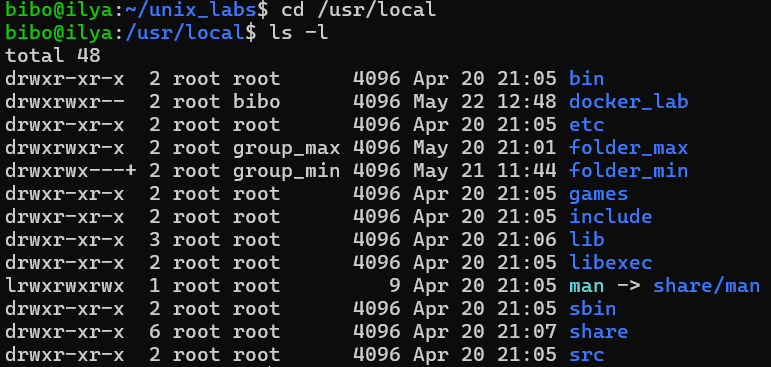 bibo@ilya:~/unix_labs$ cd /usr/local
bibo@ilya:/usr/local$ ls -l
total 48
drwxr-xr-x  2 root root      4096 Apr 20 21:05 bin
drwxrwxr--  2 root bibo      4096 May 22 12:48 docker_lab
drwxr-xr-x  2 root root      4096 Apr 20 21:05 etc
drwxrwxr-x  2 root group_max 4096 May 20 21:01 folder_max
drwxrwx---+ 2 root group_min 4096 May 21 11:44 folder_min
drwxr-xr-x  2 root root      4096 Apr 20 21:05 games
drwxr-xr-x  2 root root      4096 Apr 20 21:05 include
drwxr-xr-x  3 root root      4096 Apr 20 21:06 lib
drwxr-xr-x  2 root root      4096 Apr 20 21:05 libexec
lrwxrwxrwx  1 root root         9 Apr 20 21:05 man -> share/man
drwxr-xr-x  2 root root      4096 Apr 20 21:05 sbin
drwxr-xr-x  6 root root      4096 Apr 20 21:07 share
drwxr-xr-x  2 root root      4096 Apr 20 21:05 src